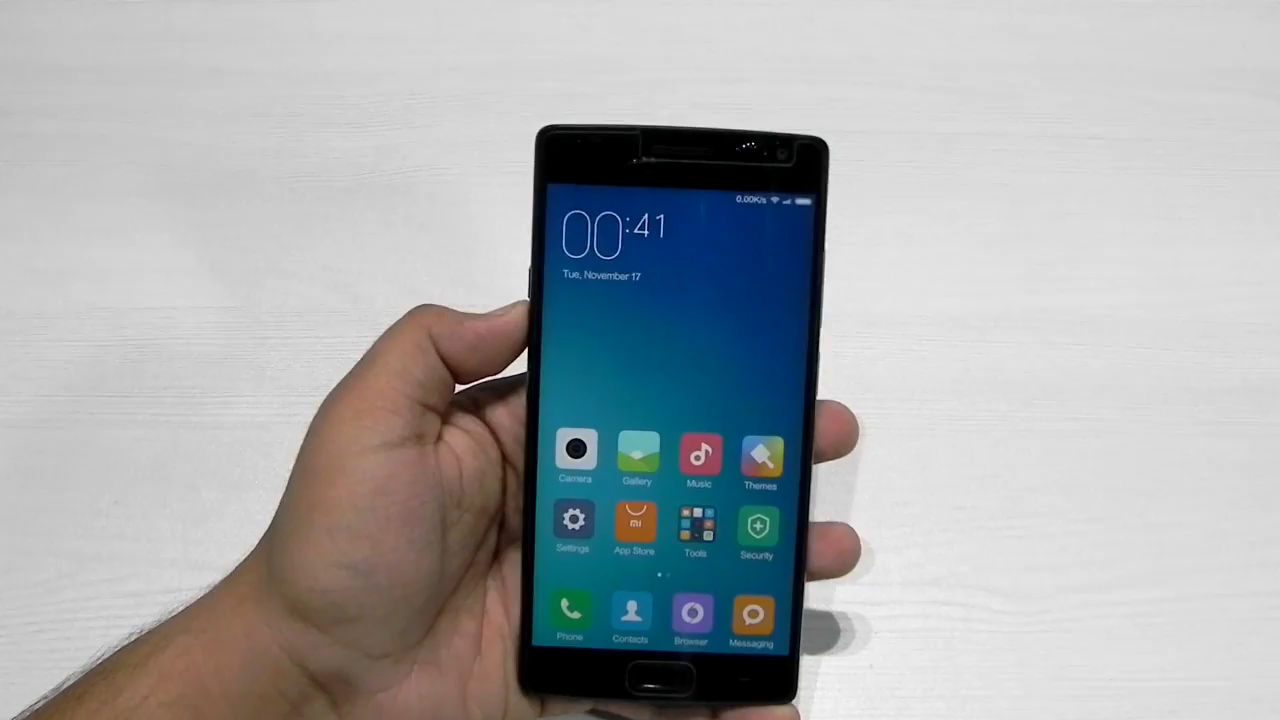 0.00K/s
00:41
Tue, November 17
Camera Gallery Music Themes
mi
Settings App Store Tools Security
Phone Contacts Browser Messaging